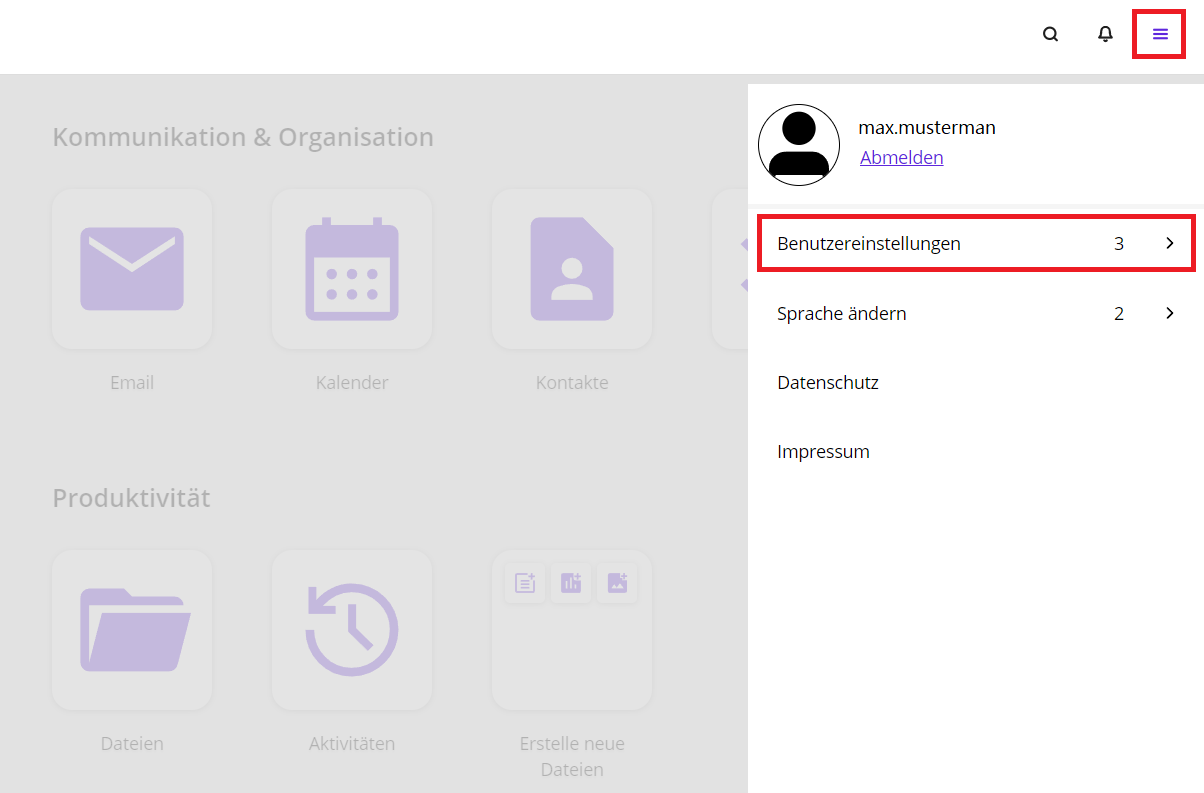 max.musterman
Abmelden
Benutzereinstellungen 3
Sprache ändern 2
Datenschutz
Impressum
Kommunikation & Organisation
Email
Kalender
Kontakte
Produktivität
Dateien
Aktivitäten
Erstelle neue
Dateien